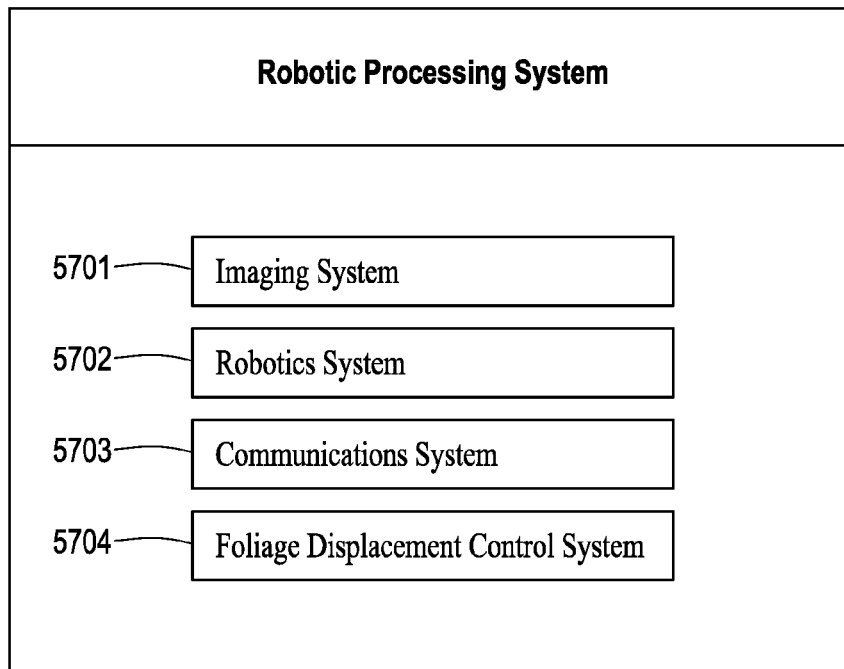 Robotic Processing System
5701 Imaging System
5702 Robotics System
5703 Communications System
5704 Foliage Displacement Control System